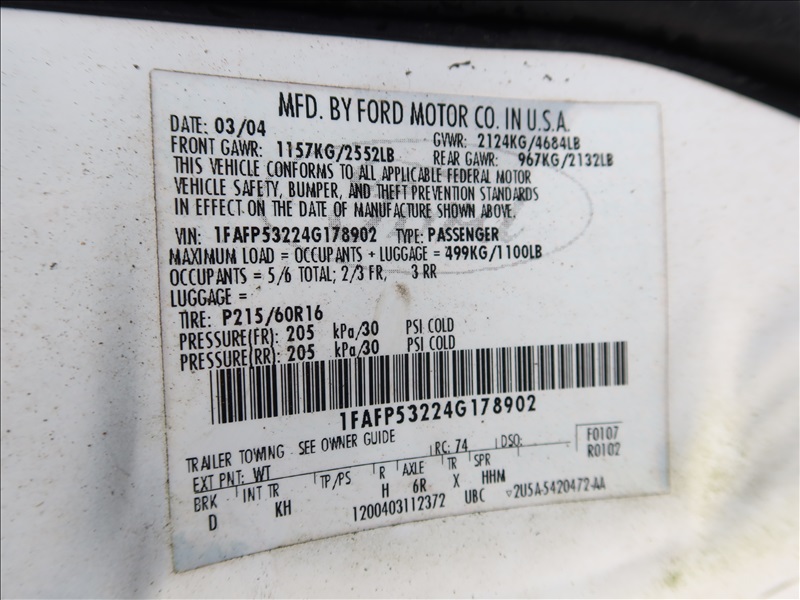 MFD. BY FORD MOTOR CO. IN U.S.A.
DATE: 03/04 GVWR: 2124KG/4684LB
FRONT GAWR: 1157KG/2552LB REAR GAWR: 967KG/2132LB
THIS VEHICLE CONFORMS TO ALL APPLICABLE FEDERAL MOTOR
VEHICLE SAFETY, BUMPER, AND THEFT PREVENTION STANDARDS
IN EFFECT ON THE DATE OF MANUFACTURE SHOWN ABOVE.
VIN: 1FAFP53224G178902 TYPE: PASSENGER
MAXIMUM LOAD = OCCUPANTS + LUGGAGE = 499KG/1100LB
OCCUPANTS = 5/6 TOTAL; 2/3 FR, 3 RR
LUGGAGE =
TIRE: P215/60R16
PRESSURE(FR): 205 kPa/30 PSI COLD
PRESSURE(RR): 205 kPa/30 PSI COLD
1FAFP53224G178902
TRAILER TOWING - SEE OWNER GUIDE
EXT PNT: WT RC: 74 DSO: F0107
R0102
BRK INT TR TP/PS R AXLE TR SPR
D KH H 6R X HHM
1200403112372 UBC ▽2U5A-5420472-AA